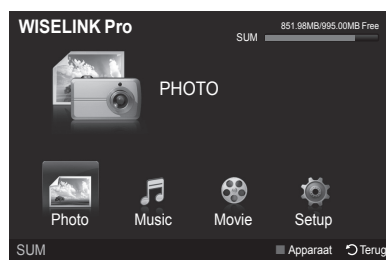 WISELINK Pro
851.98MB/995.00MB Free
SUM
PHOTO
Photo Music Movie Setup
SUM Apparaat Terug